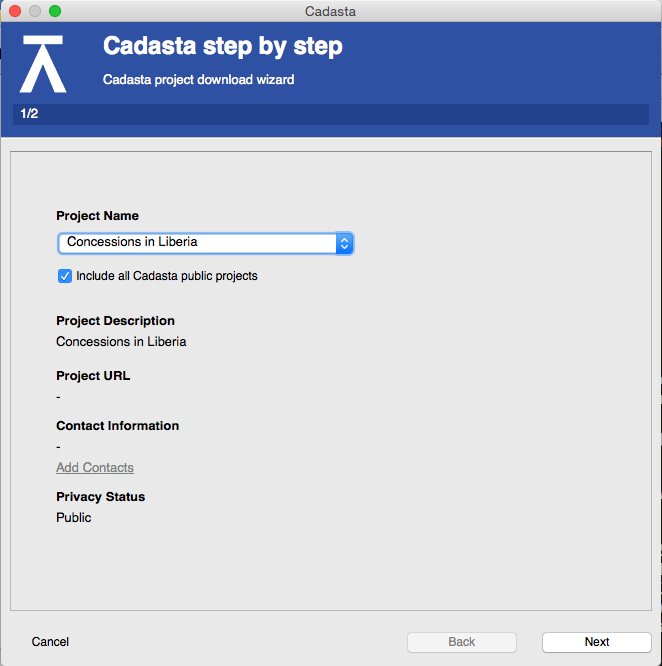 Cadasta
Cadasta step by step
Cadasta project download wizard
1/2
Project Name
Concessions in Liberia
Include all Cadasta public projects
Project Description
Concessions in Liberia
Project URL
-
Contact Information
-
Add Contacts
Privacy Status
Public
Cancel
Back
Next